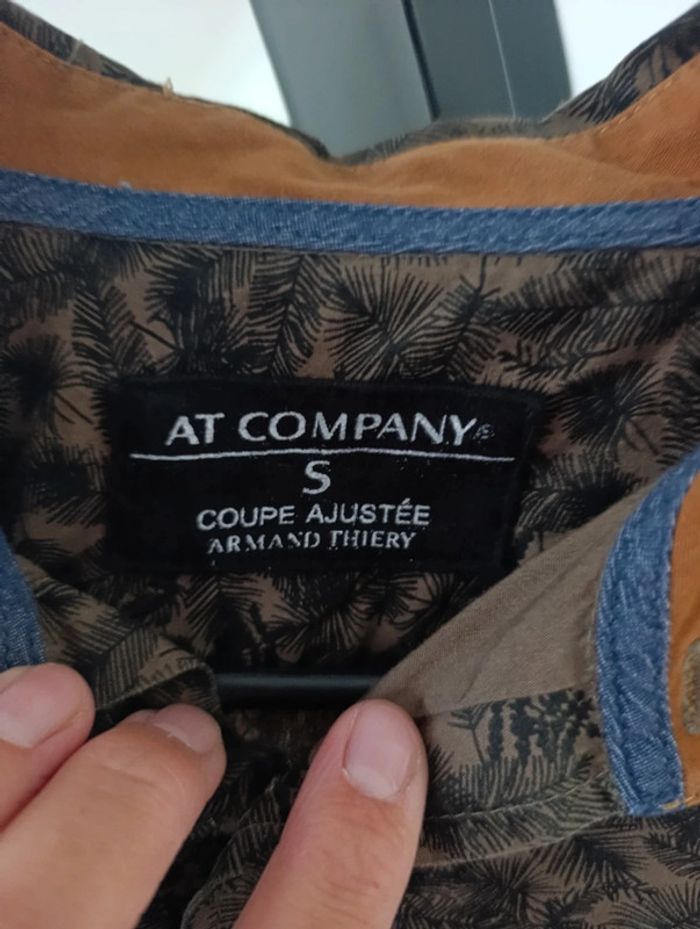 AT COMPANY
S
COUPE AJUSTÉE
ARMAND THIERY